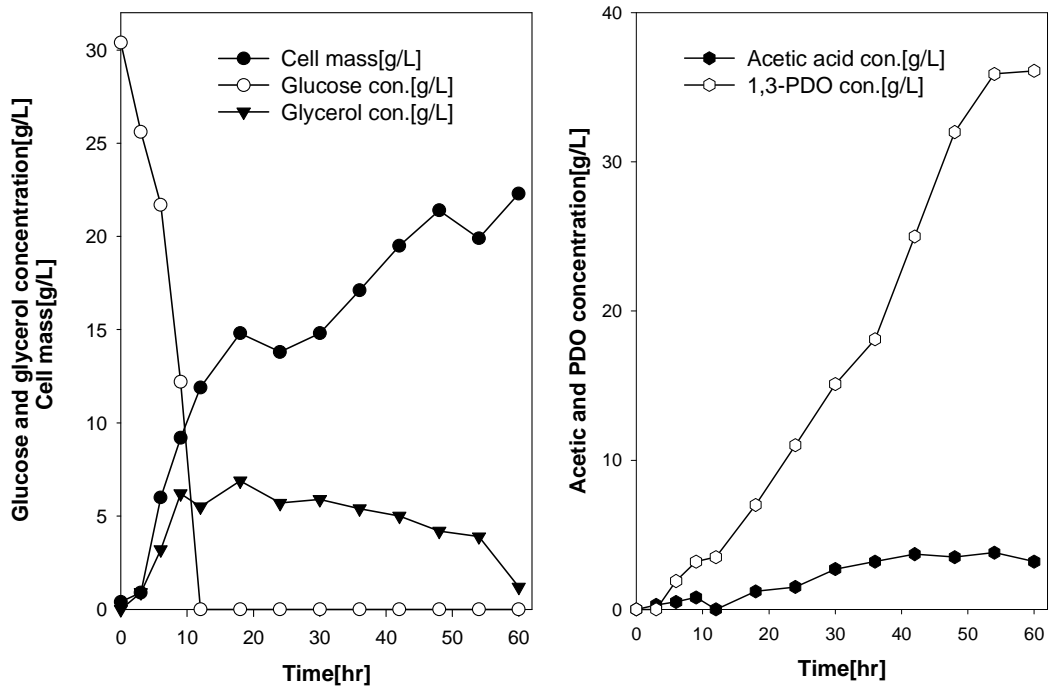 Glucose and glycerol concentration[g/L]
Cell mass[g/L]
30
25
20
15
10
5
0
Cell mass[g/L]
Glucose con.[g/L]
Glycerol con.[g/L]
0 10 20 30 40 50 60
Time[hr]
Acetic and PDO concentration[g/L]
40
30
20
10
0
Acetic acid con.[g/L]
1,3-PDO con.[g/L]
0 10 20 30 40 50 60
Time[hr]